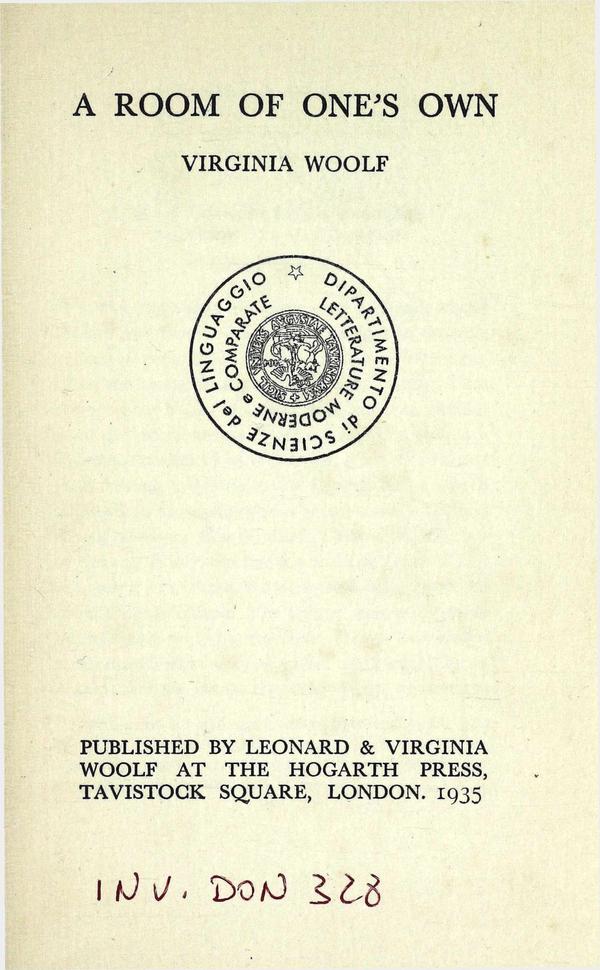 A ROOM OF ONE'S OWN
VIRGINIA WOOLF
DIPARTIMENTO di SCIENZE del LINGUAGGIO
LETTERATURE MODERNE e COMPARATE
PUBLISHED BY LEONARD & VIRGINIA
WOOLF AT THE HOGARTH PRESS,
TAVISTOCK SQUARE, LONDON. 1935
INV. DON 328